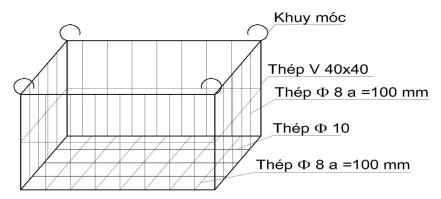 Khuy móc
Thép V 40x40
Thép Φ 8 a =100 mm
Thép Φ 10
Thép Φ 8 a =100 mm